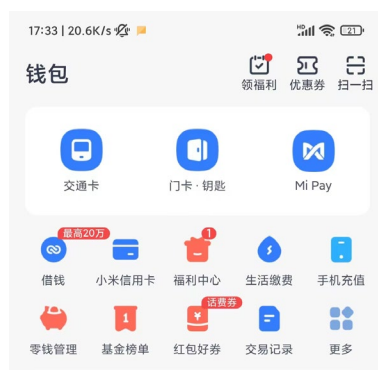 17:33 | 20.6K/s
HD 21
钱包
领福利 优惠券 扫一扫
交通卡 门卡·钥匙 Mi Pay
最高20万 1
借钱 小米信用卡 福利中心 生活缴费 手机充值
1 ¥ 话费券
零钱管理 基金榜单 红包好券 交易记录 更多